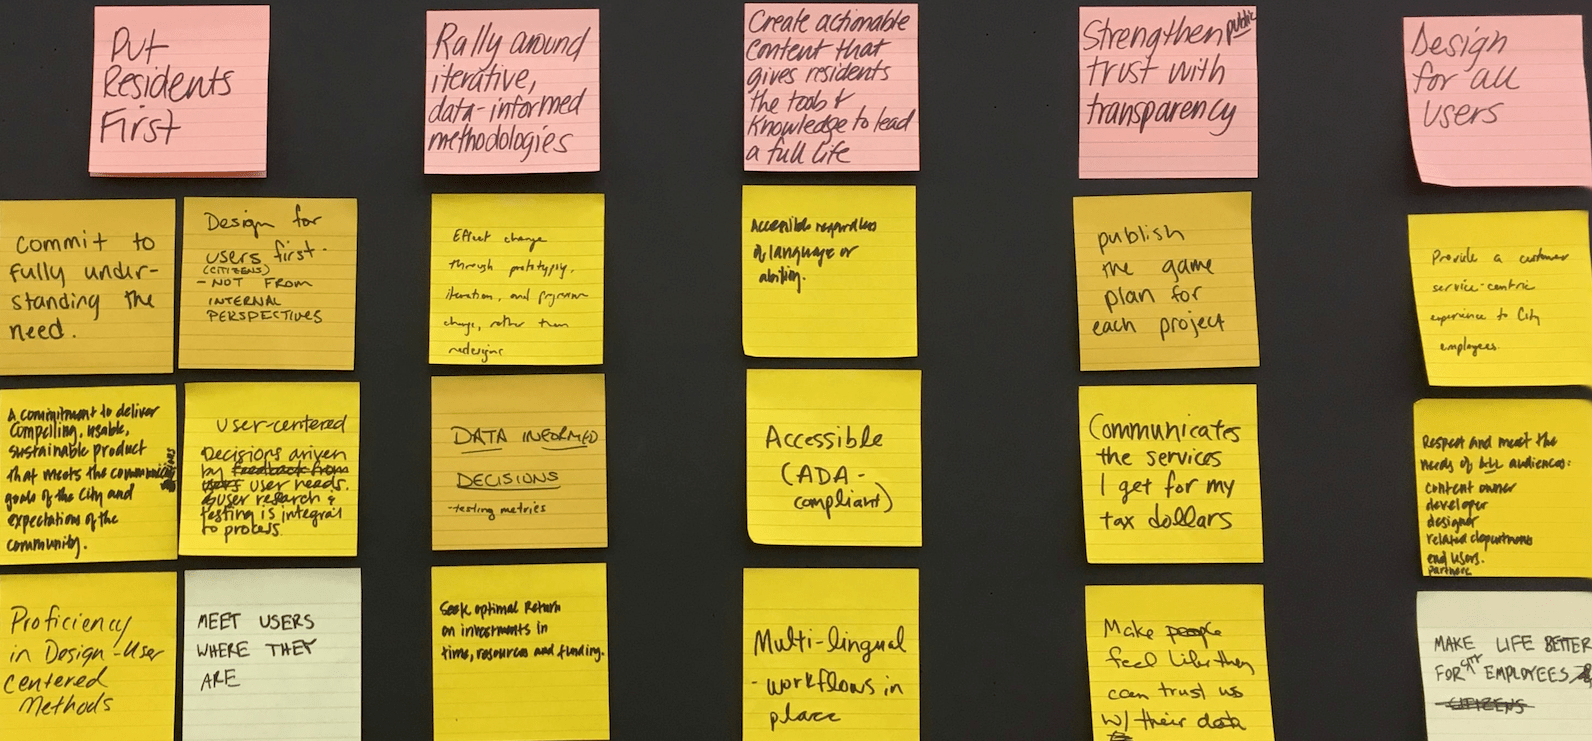 Put
Residents
First
Rally around
iterative,
data-informed
methodologies
Create actionable
content that
gives residents
the tools &
knowledge to lead
a full life
Strengthen public
trust with
transparency
Design
for all
users
Commit to
fully under-
standing the
need.
Design for
users first-
(CITIZENS)
- NOT FROM
INTERNAL
PERSPECTIVES
A commitment to deliver
compelling, usable,
sustainable product
that meets the
goals of the City and
expectations of the
community.
User-centered
Decisions driven
by feedback from
users user needs.
user research &
testing is integral
to process.
Proficiency
in Design-User
Centered
Methods
MEET USERS
WHERE THEY
ARE
Effect change
through prototyping,
iteration, and progressive
change, rather than
redesigns
DATA INFORMED
DECISIONS
-testing metrics
Seek optimal Return
on investments in
time, resources and funding.
Accessible regardless
of language or
ability.
Accessible
(ADA-
compliant)
Multi-lingual
- workflows in
place
publish
the game
plan for
each project
Communicates
the services
I get for my
tax dollars
Make people
feel like they
can trust us
w/ their data
Provide a customer
service-centric
experience to City
employees.
Respect and meet the
needs of all audiences:
content owner
developer
designer
related departments
end users.
partners
MAKE LIFE BETTER
FOR CITY EMPLOYEES &
CITIZENS